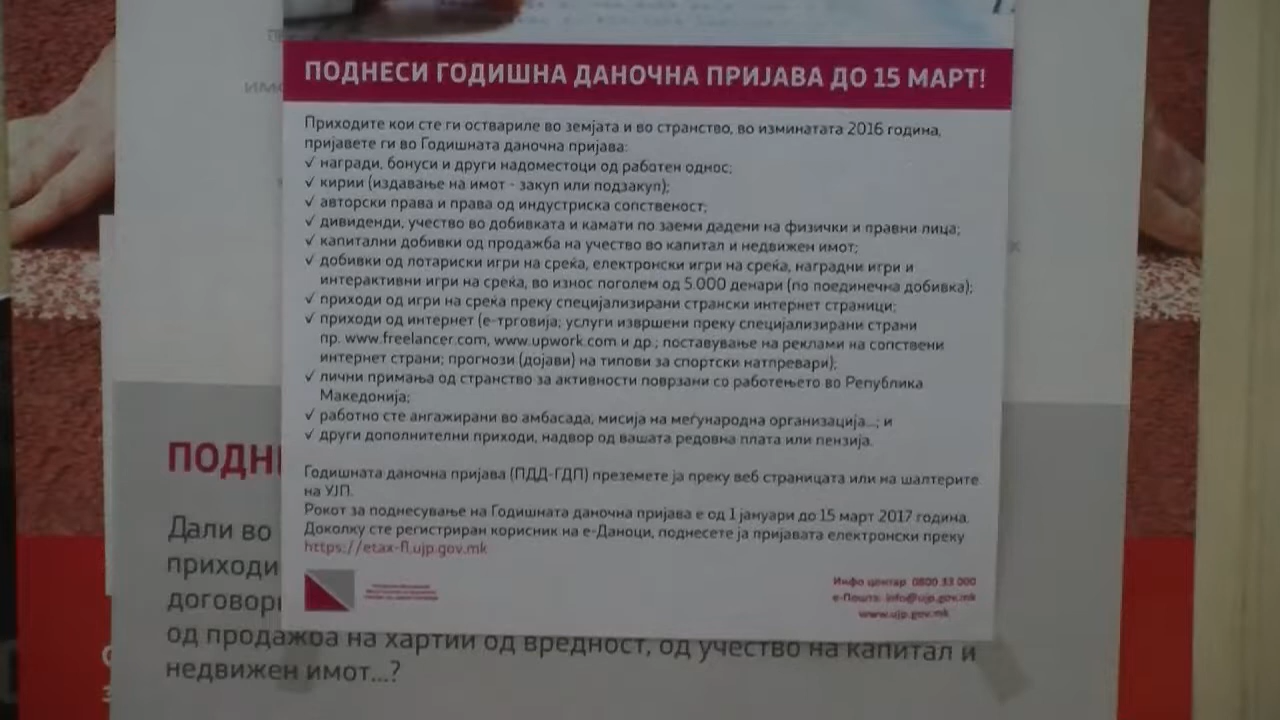 ПОДНЕСИ ГОДИШНА ДАНОЧНА ПРИЈАВА ДО 15 МАРТ!
Приходите кои сте ги оствариле во земјата и во странство, во изминатата 2016 година,
пријавете ги во Годишната даночна пријава:
✓ награди, бонуси и други надоместоци од работен однос;
✓ кирии (издавање на имот - закуп или подзакуп);
✓ авторски права и права од индустриска сопственост;
✓ дивиденди, учество во добивката и камати по заеми дадени на физички и правни лица;
✓ капитални добивки од продажба на учество во капитал и недвижен имот;
✓ добивки од лотариски игри на среќа, електронски игри на среќа, наградни игри и
интерактивни игри на среќа, во износ поголем од 5.000 денари (по поединечна добивка);
✓ приходи од игри на среќа преку специјализирани странски интернет страници;
✓ приходи од интернет (е-трговија; услуги извршени преку специјализирани страни
пр. www.freelancer.com, www.upwork.com и др.; поставување на реклами на сопствени
интернет страни; прогнози (дојави) на типови за спортски натпревари);
✓ лични примања од странство за активности поврзани со работењето во Република
Македонија;
✓ работно сте ангажирани во амбасада, мисија на меѓународна организација...; и
✓ други дополнителни приходи, надвор од вашата редовна плата или пензија.
Годишната даночна пријава (ПДД-ГДП) преземете ја преку веб страницата или на шалтерите
на УЈП.
Рокот за поднесување на Годишната даночна пријава е од 1 јануари до 15 март 2017 година.
Доколку сте регистриран корисник на е-Даноци, поднесете ја пријавата електронски преку
https://etax-fl.ujp.gov.mk
Инфо центар 0800 33 000
е-Пошта: info@ujp.gov.mk
www.ujp.gov.mk
ПОДН
Дали во
приходи
договор
од продажба на хартии од вредност, од учество на капитал и
недвижен имот...?